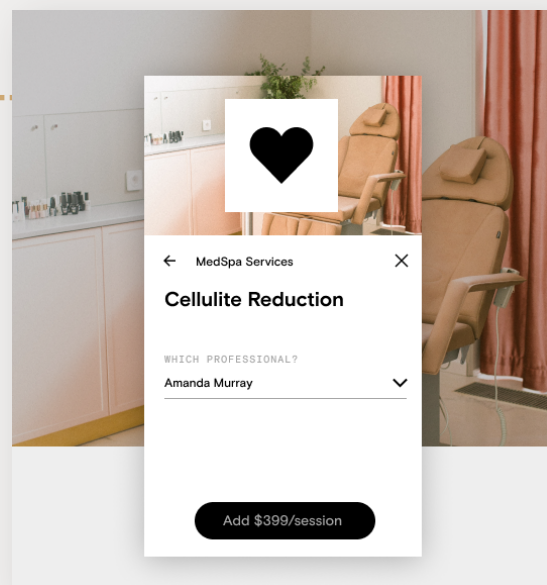 MedSpa Services
Cellulite Reduction
WHICH PROFESSIONAL?
Amanda Murray
Add $399/session